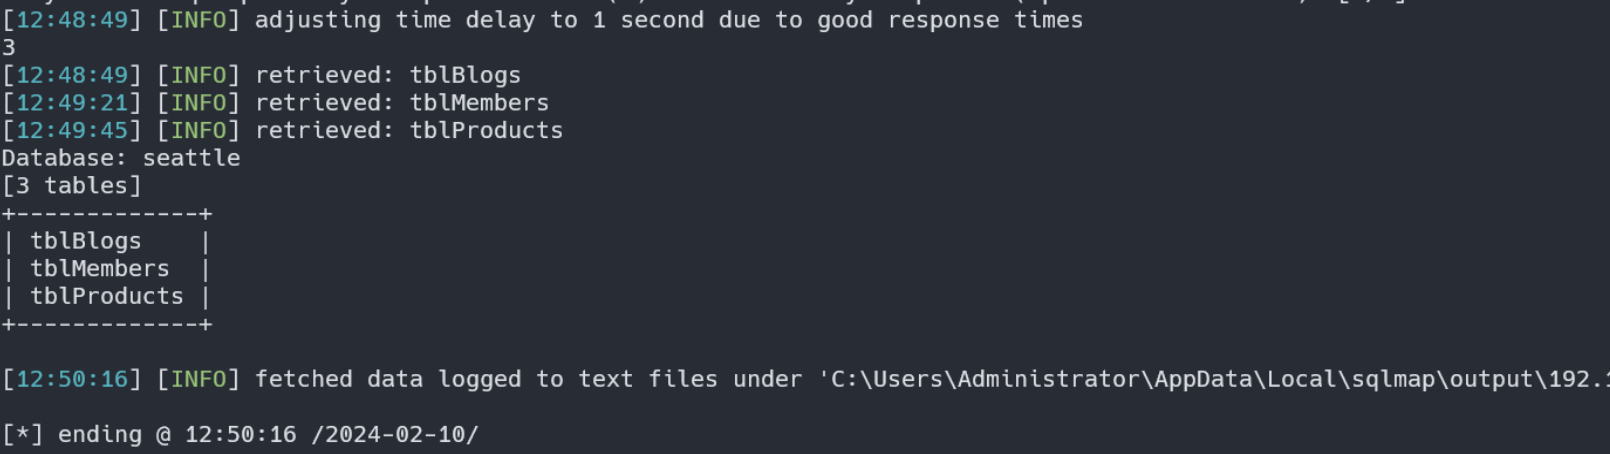 [12:48:49] [INFO] adjusting time delay to 1 second due to good response times
3
[12:48:49] [INFO] retrieved: tblBlogs
[12:49:21] [INFO] retrieved: tblMembers
[12:49:45] [INFO] retrieved: tblProducts
Database: seattle
[3 tables]
+-------------+
| tblBlogs    |
| tblMembers  |
| tblProducts |
+-------------+
[12:50:16] [INFO] fetched data logged to text files under 'C:\Users\Administrator\AppData\Local\sqlmap\output\192.1
[*] ending @ 12:50:16 /2024-02-10/